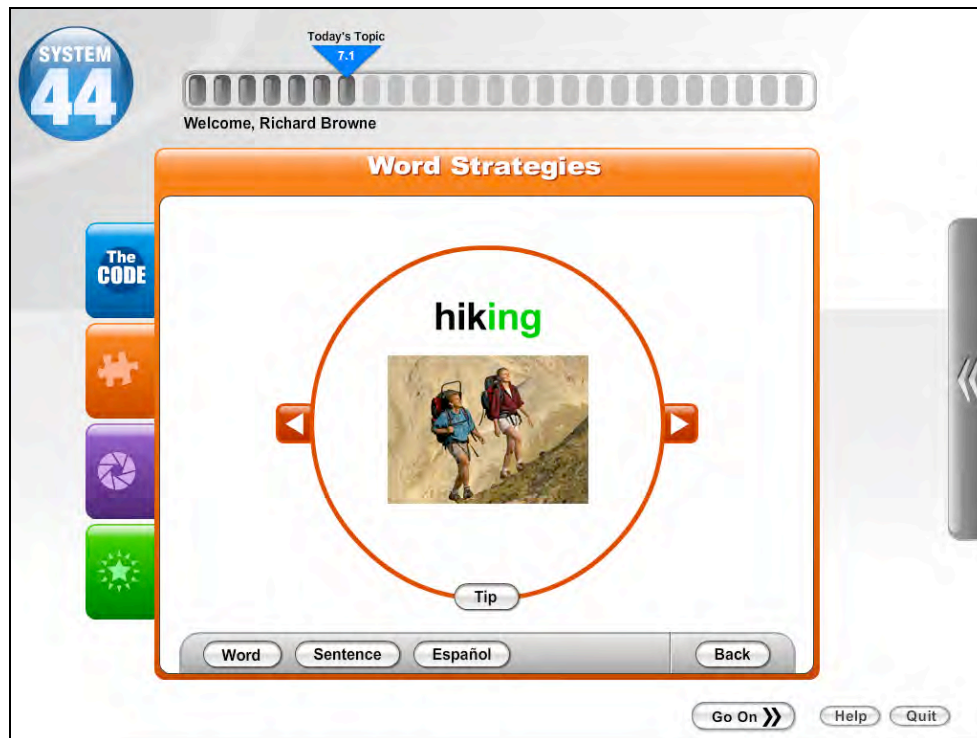 SYSTEM
44
Today's Topic
7.1
Welcome, Richard Browne
Word Strategies
The
CODE
hiking
Tip
Word Sentence Español Back
Go On Help Quit